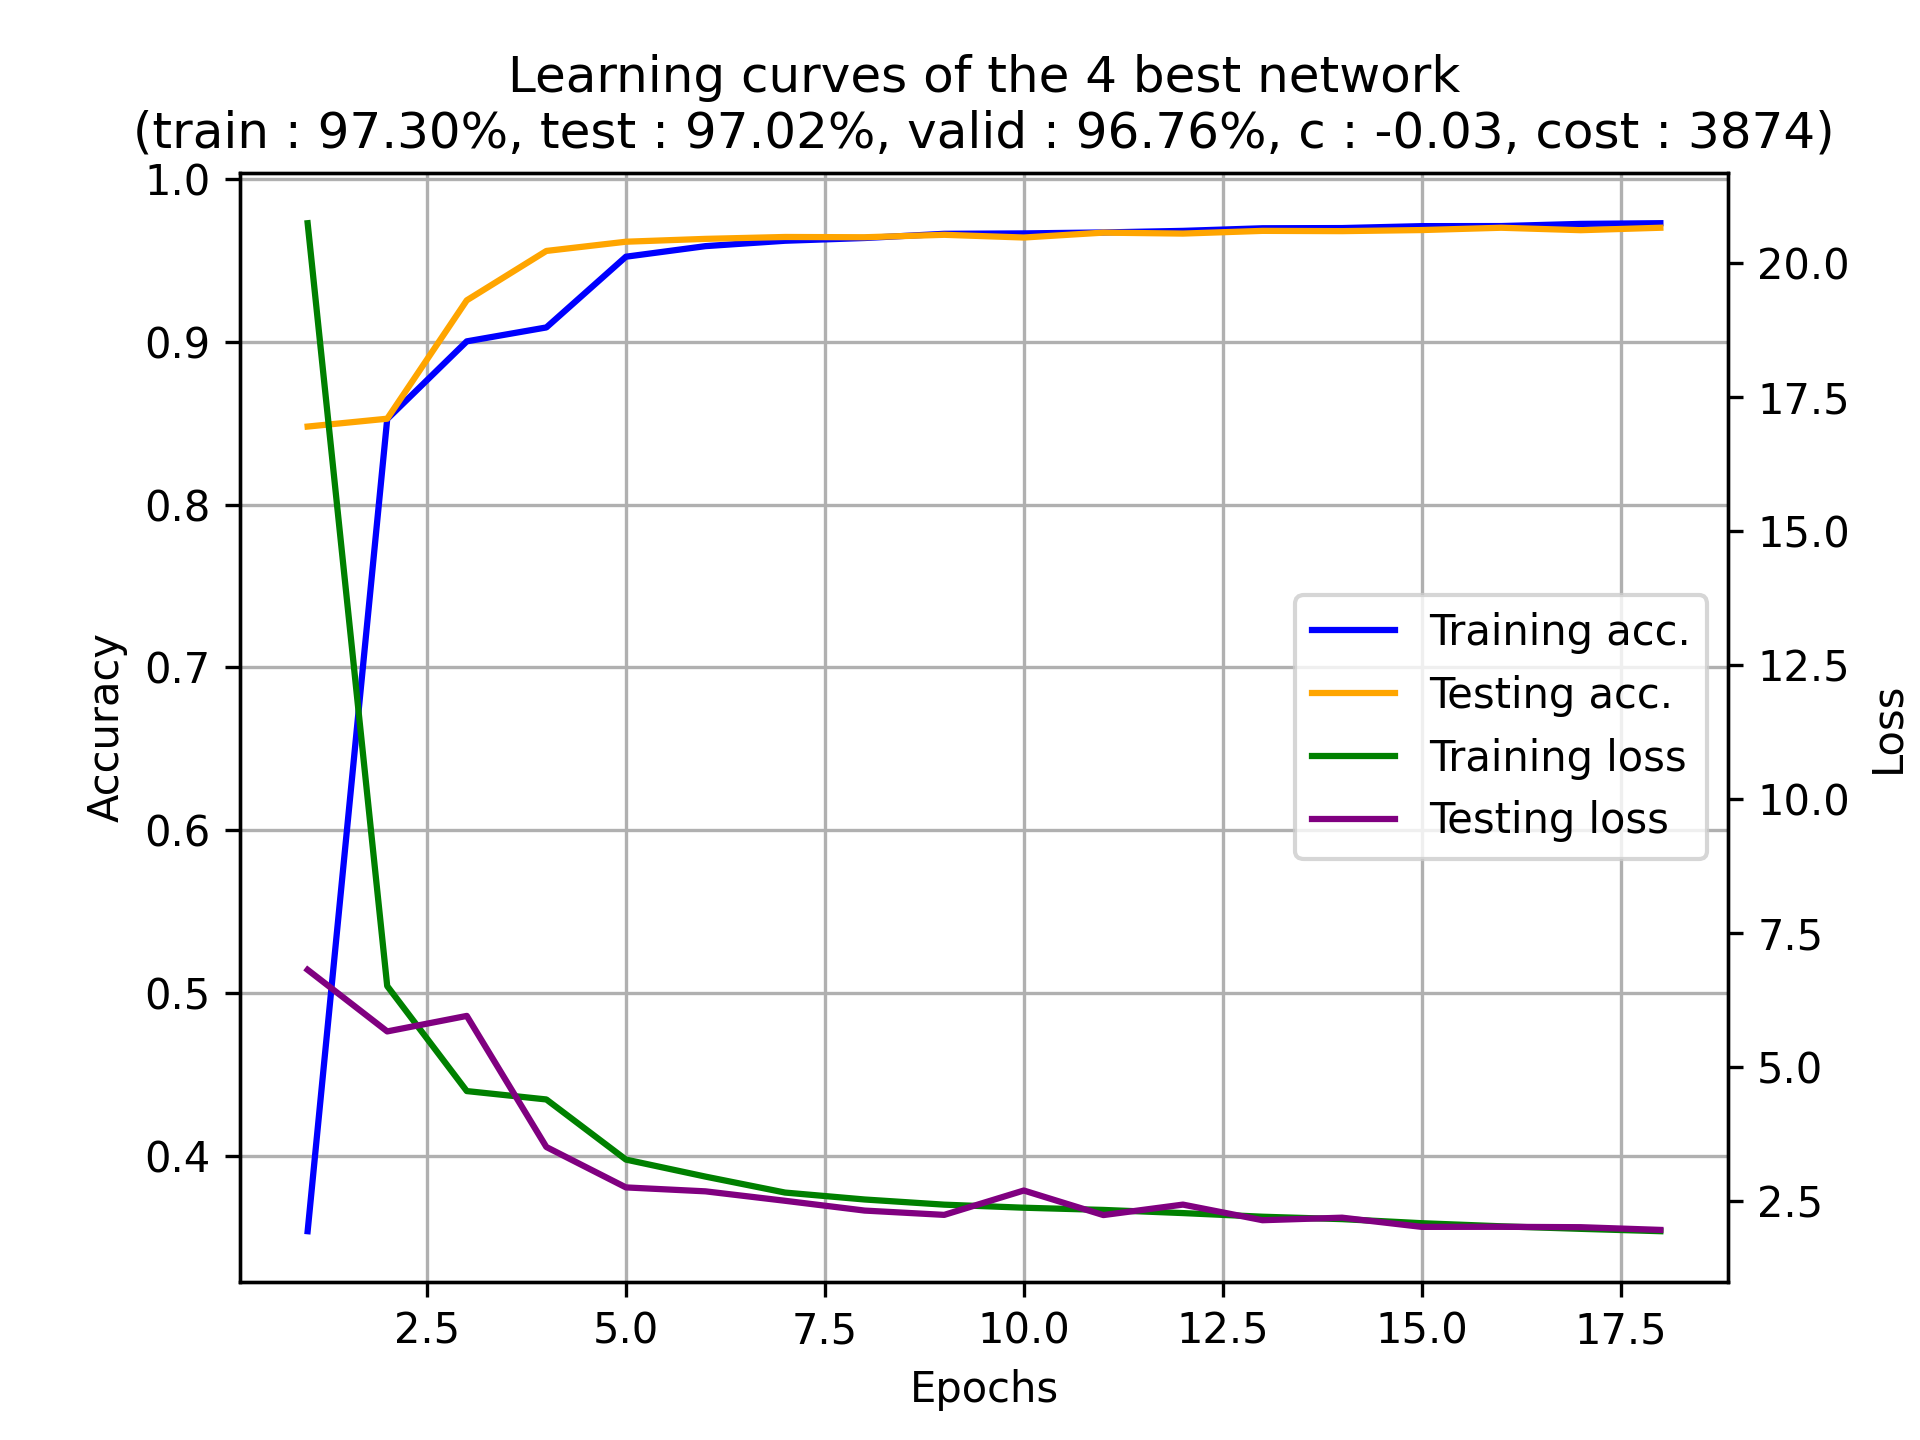 Learning curves of the 4 best network
(train : 97.30%, test : 97.02%, valid : 96.76%, c : -0.03, cost : 3874)
1.0
0.9
0.8
0.7
0.6
0.5
0.4
Accuracy
20.0
17.5
15.0
12.5
10.0
7.5
5.0
2.5
Loss
Training acc.
Testing acc.
Training loss
Testing loss
2.5 5.0 7.5 10.0 12.5 15.0 17.5
Epochs